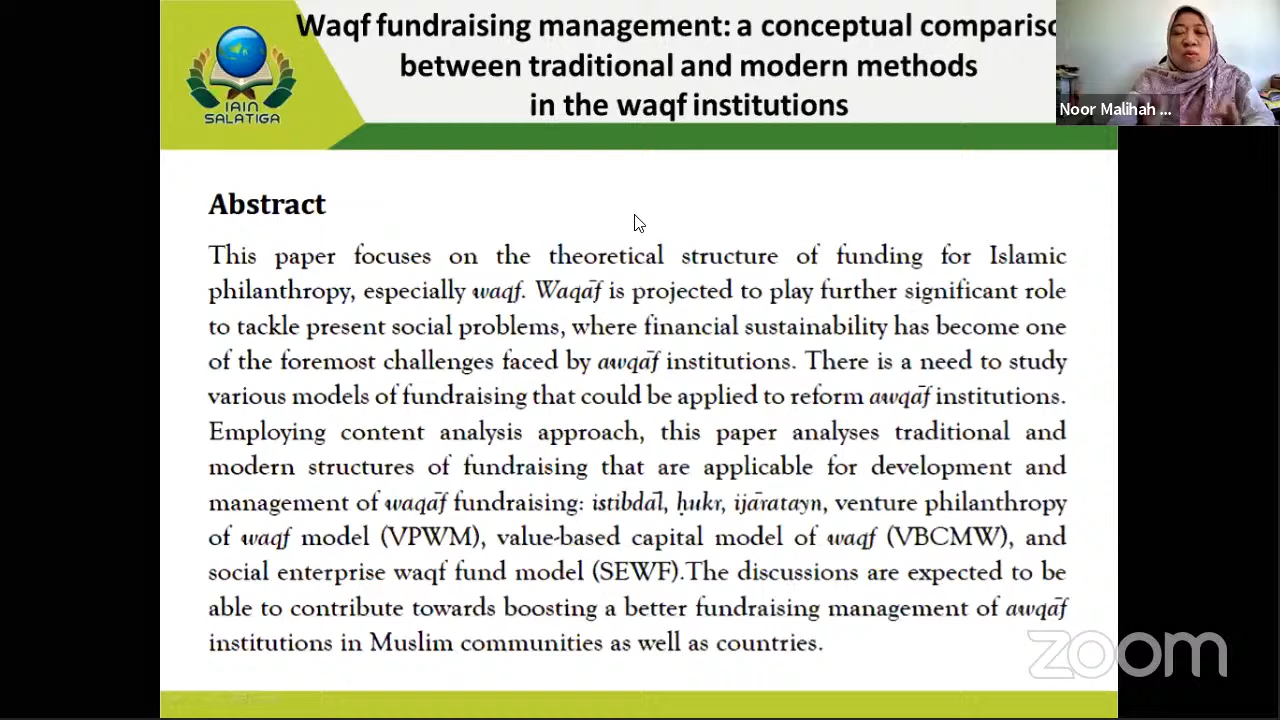 Waqf fundraising management: a conceptual compariso
between traditional and modern methods
in the waqf institutions
IAIN
SALATIGA
Noor Malihah ...
Abstract
This paper focuses on the theoretical structure of funding for Islamic
philanthropy, especially waqf. Waqāf is projected to play further significant role
to tackle present social problems, where financial sustainability has become one
of the foremost challenges faced by awqāf institutions. There is a need to study
various models of fundraising that could be applied to reform awqāf institutions.
Employing content analysis approach, this paper analyses traditional and
modern structures of fundraising that are applicable for development and
management of waqāf fundraising: istibdāl, ḥukr, ijāratayn, venture philanthropy
of waqf model (VPWM), value-based capital model of waqf (VBCMW), and
social enterprise waqf fund model (SEWF).The discussions are expected to be
able to contribute towards boosting a better fundraising management of awqāf
institutions in Muslim communities as well as countries.
zoom